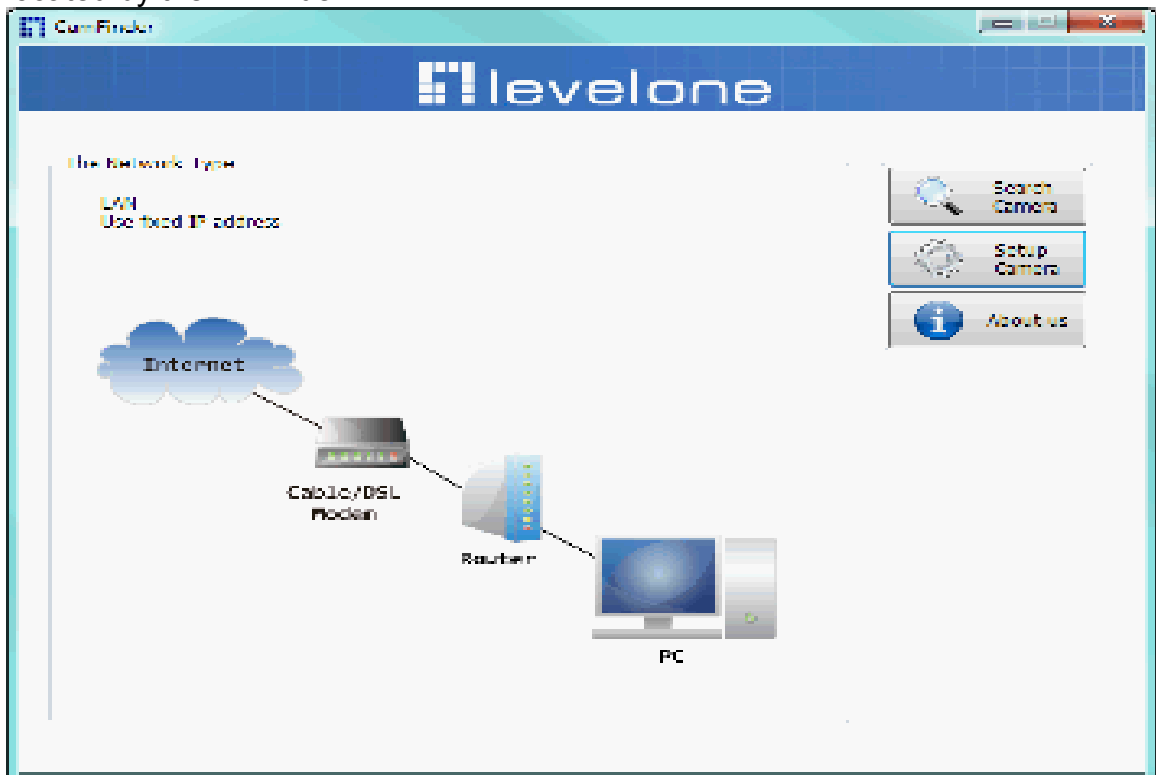 CamFinder
levelone
The Network Type
LAN
Use fixed IP address
Search
Camera
Setup
Camera
About us
Internet
Cable/DSL
Modem
Router
PC